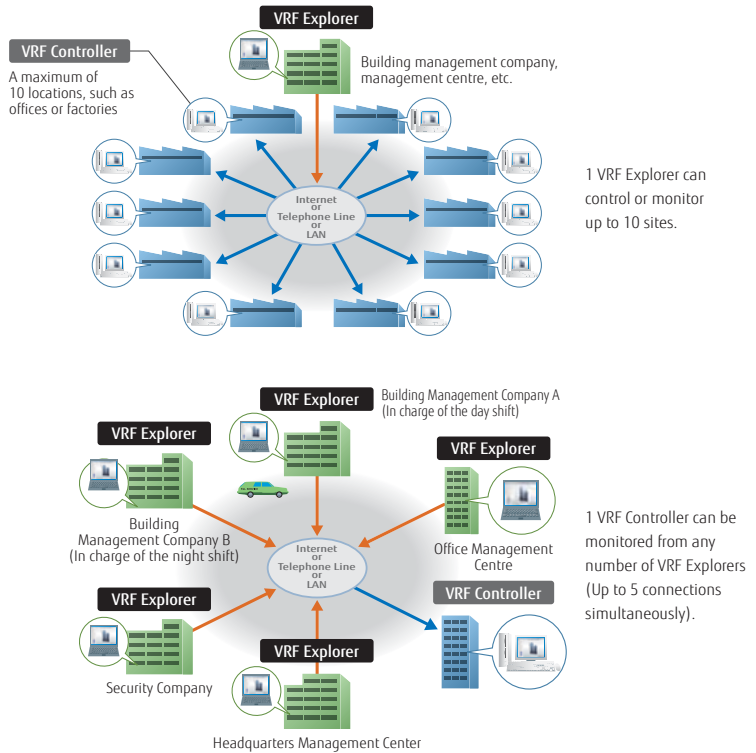 VRF Explorer
VRF Controller
A maximum of
10 locations, such as
offices or factories
Building management company,
management centre, etc.
Internet
or
Telephone Line
or
LAN
1 VRF Explorer can
control or monitor
up to 10 sites.
VRF Explorer
Building Management Company A
(In charge of the day shift)
VRF Explorer
Building
Management Company B
(In charge of the night shift)
VRF Explorer
Office Management
Centre
Internet
or
Telephone Line
or
LAN
1 VRF Controller can be
monitored from any
number of VRF Explorers
(Up to 5 connections
simultaneously).
VRF Explorer
Security Company
VRF Controller
VRF Explorer
Headquarters Management Center